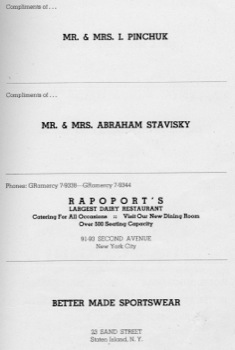 Compliments of . . .
MR. & MRS. I. PINCHUK
Compliments of . . .
MR. & MRS. ABRAHAM STAVISKY
Phones: GRamercy 7-9336—GRamercy 7-9344
RAPOPORT'S
LARGEST DAIRY RESTAURANT
Catering For All Occasions :: Visit Our New Dining Room
Over 500 Seating Capacity
91-93 SECOND AVENUE
New York City
BETTER MADE SPORTSWEAR
23 SAND STREET
Staten Island, N. Y.